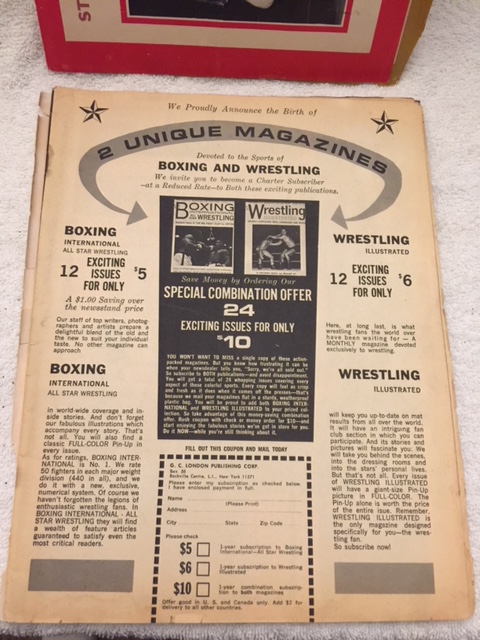 ST
We Proudly Announce the Birth of
2 UNIQUE MAGAZINES
Devoted to the Sports of
BOXING AND WRESTLING
We invite you to become a Charter Subscriber
—at a Reduced Rate—to Both these exciting publications.
BOXING
INTERNATIONAL
ALL STAR WRESTLING
12 EXCITING ISSUES FOR ONLY $5
A $1.00 Saving over
the newsstand price
Our staff of top writers, photog-
raphers and artists prepare a
delightful blend of the old and
the new to suit your individual
taste. No other magazine can
approach
BOXING
INTERNATIONAL
ALL STAR WRESTLING
in world-wide coverage and in-
side stories. And don't forget
our fabulous illustrations which
accompany every story. That's
not all. You will also find a
classic FULL-COLOR Pin-Up in
every issue.
As for ratings, BOXING INTER-
NATIONAL is No. 1. We rate
50 fighters in each major weight
division (440 in all), and we
do it with a new, exclusive,
numerical system. Of course we
haven't forgotten the legions of
enthusiastic wrestling fans. In
BOXING INTERNATIONAL - ALL
STAR WRESTLING they will find
a wealth of feature articles
guaranteed to satisfy even the
most critical readers.
BOXING
WRESTLING
Wrestling
Save Money by Ordering Our
SPECIAL COMBINATION OFFER
24
EXCITING ISSUES FOR ONLY
$10
YOU WON'T WANT TO MISS a single copy of these action-
packed magazines. But you know how frustrating it can be
when your newsdealer tells you, "Sorry, we're all sold out."
So subscribe to BOTH publications—and avoid disappointment.
You will get a total of 24 whopping issues covering every
aspect of these colorful sports. Every copy will feel as crisp
and fresh as it does when it comes off the presses—that's
because we mail your magazines flat in a sturdy, weatherproof
plastic bag. You will be proud to add both BOXING INTER-
NATIONAL and WRESTLING ILLUSTRATED to your prized col-
lection. So take advantage of this money-saving combination
offer. Rush coupon with check or money order for $10—and
start enjoying the fabulous stories we've got in store for you.
Do it NOW—while you're still thinking about it.
FILL OUT THIS COUPON AND MAIL TODAY
G. C. LONDON PUBLISHING CORP.
Box 48
Rockville Centre, L.I., New York 11571
Please enter my subscription as checked below.
I have enclosed payment in full.
Name
(Please Print)
Address
City State Zip Code
Please check
$5 1-year subscription to Boxing
International—All Star Wrestling
$6 1-year subscription to Wrestling
Illustrated
$10 1-year combination subscrip-
tion to both magazines
Offer good in U. S. and Canada only. Add $2 for
delivery to all other countries.
WRESTLING
ILLUSTRATED
12 EXCITING ISSUES FOR ONLY $6
Here, at long last, is what
wrestling fans the world over
have been waiting for — A
MONTHLY magazine devoted
exclusively to wrestling.
WRESTLING
ILLUSTRATED
will keep you up-to-date on mat
results from all over the world.
It will have an intriguing fan
club section in which you can
participate. And its stories and
pictures will fascinate you. We
will take you behind the scenes,
into the dressing rooms and
into the stars' personal lives.
But that's not all. Every issue
of WRESTLING ILLUSTRATED
will have a giant-size Pin-Up
picture in FULL-COLOR. The
Pin-Up alone is worth the price
of the entire issue. Remember,
WRESTLING ILLUSTRATED is
the only magazine designed
specifically for you—the wres-
tling fan.
So subscribe now!